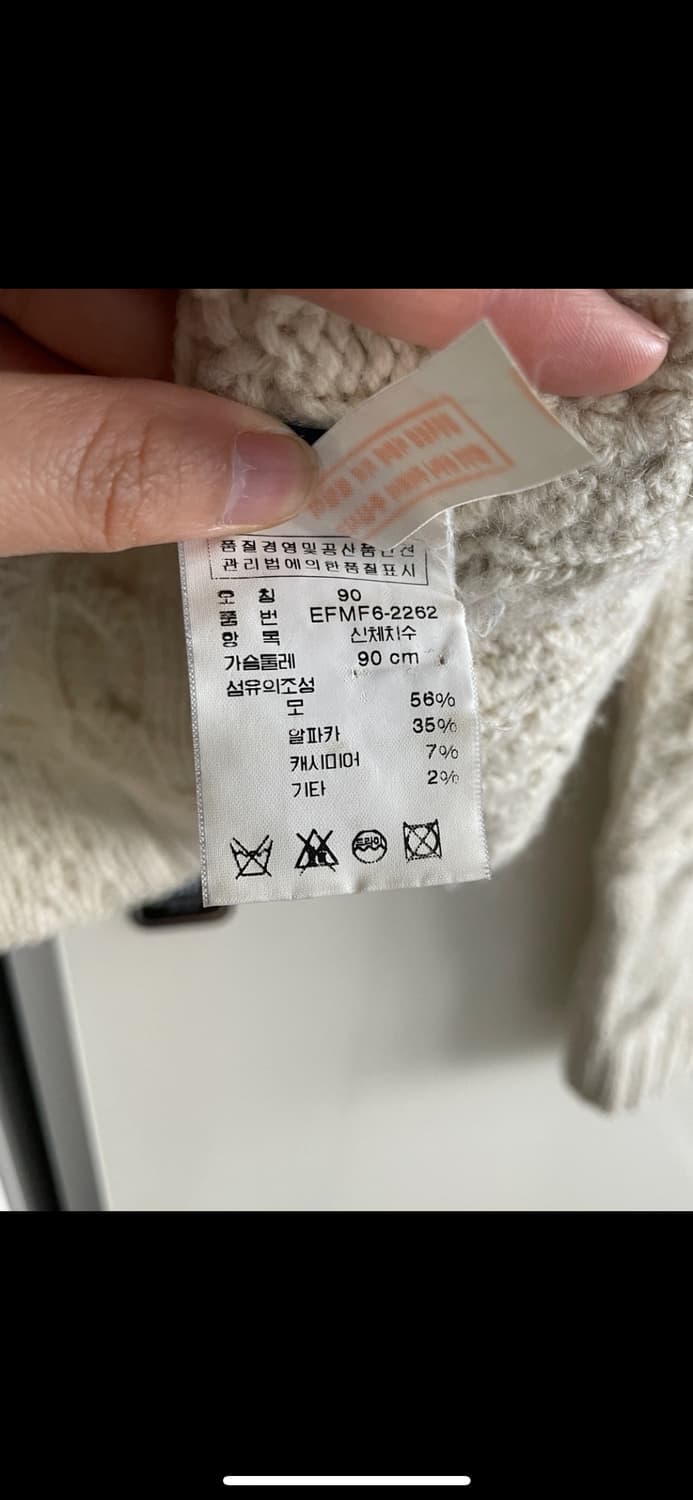 품질경영및공산품안전
관리법에의한품질표시
호 칭 90
품 번 EFMF6-2262
항 목 신체치수
가슴둘레 90 cm
섬유의조성
모 56%
알파카 35%
캐시미어 7%
기타 2%
드라이